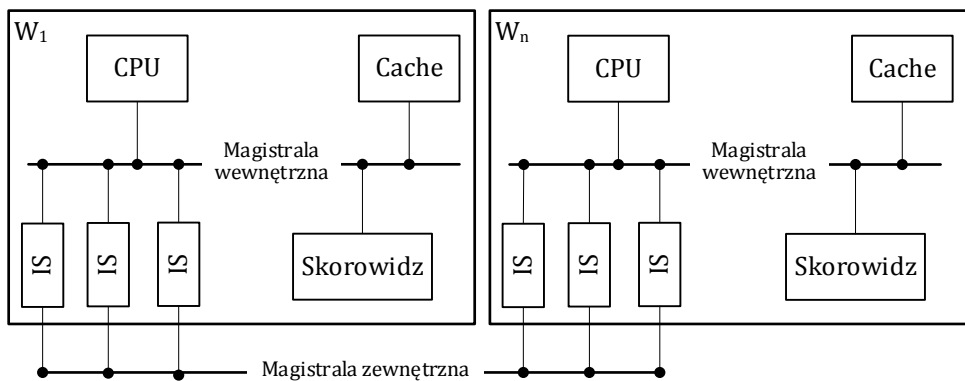 W₁
CPU
Cache
Magistrala
wewnętrzna
IS
IS
IS
Skorowidz
Wₙ
CPU
Cache
Magistrala
wewnętrzna
IS
IS
IS
Skorowidz
Magistrala zewnętrzna